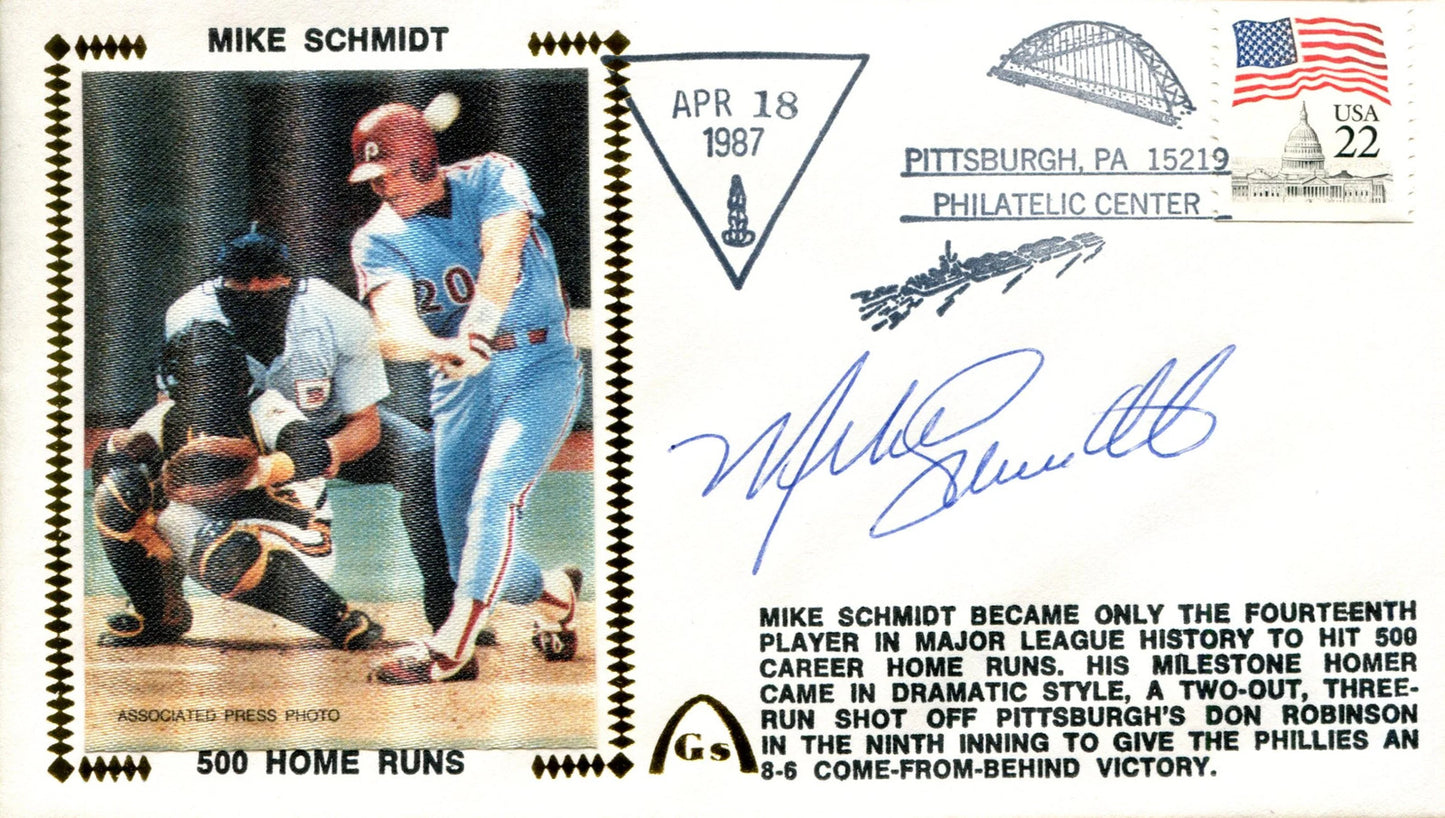 MIKE SCHMIDT
P
20
ASSOCIATED PRESS PHOTO
500 HOME RUNS
APR 18
1987
PITTSBURGH, PA 15219
PHILATELIC CENTER
USA
22
Mike Schmidt
Gs
MIKE SCHMIDT BECAME ONLY THE FOURTEENTH
PLAYER IN MAJOR LEAGUE HISTORY TO HIT 500
CAREER HOME RUNS. HIS MILESTONE HOMER
CAME IN DRAMATIC STYLE, A TWO-OUT, THREE-
RUN SHOT OFF PITTSBURGH'S DON ROBINSON
IN THE NINTH INNING TO GIVE THE PHILLIES AN
8-6 COME-FROM-BEHIND VICTORY.